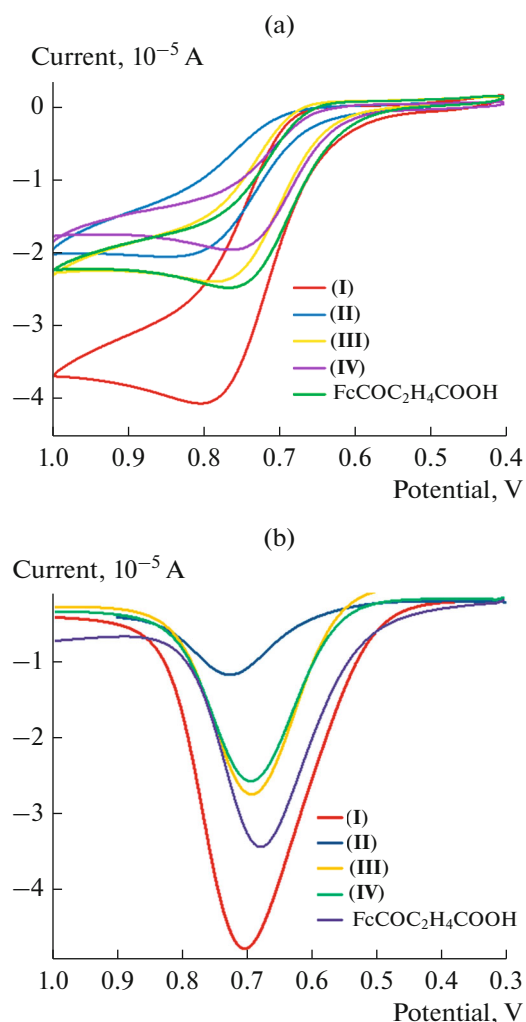 (a)
Current, 10⁻⁵ A
0
−1
−2
−3
−4
(I)
(II)
(III)
(IV)
FcCOC₂H₄COOH
1.0 0.9 0.8 0.7 0.6 0.5 0.4
Potential, V
(b)
Current, 10⁻⁵ A
−1
−2
−3
−4
(I)
(II)
(III)
(IV)
FcCOC₂H₄COOH
1.0 0.9 0.8 0.7 0.6 0.5 0.4 0.3
Potential, V